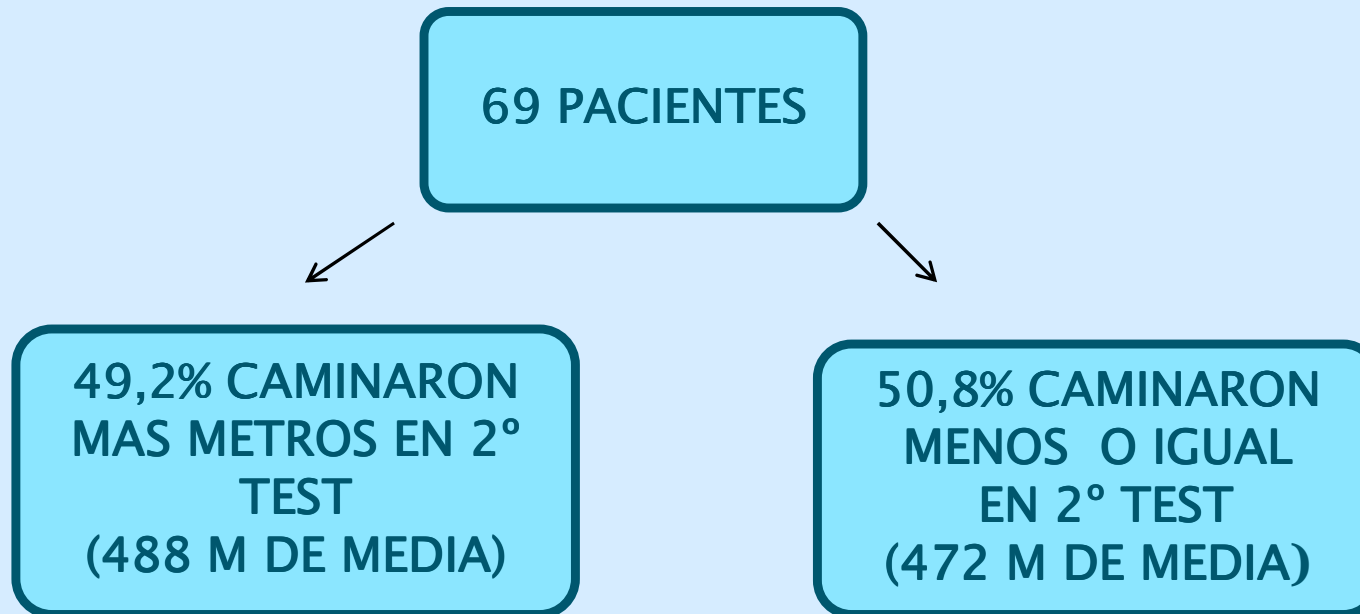 69 PACIENTES
49,2% CAMINARON
MAS METROS EN 2º
TEST
(488 M DE MEDIA)
50,8% CAMINARON
MENOS O IGUAL
EN 2º TEST
(472 M DE MEDIA)